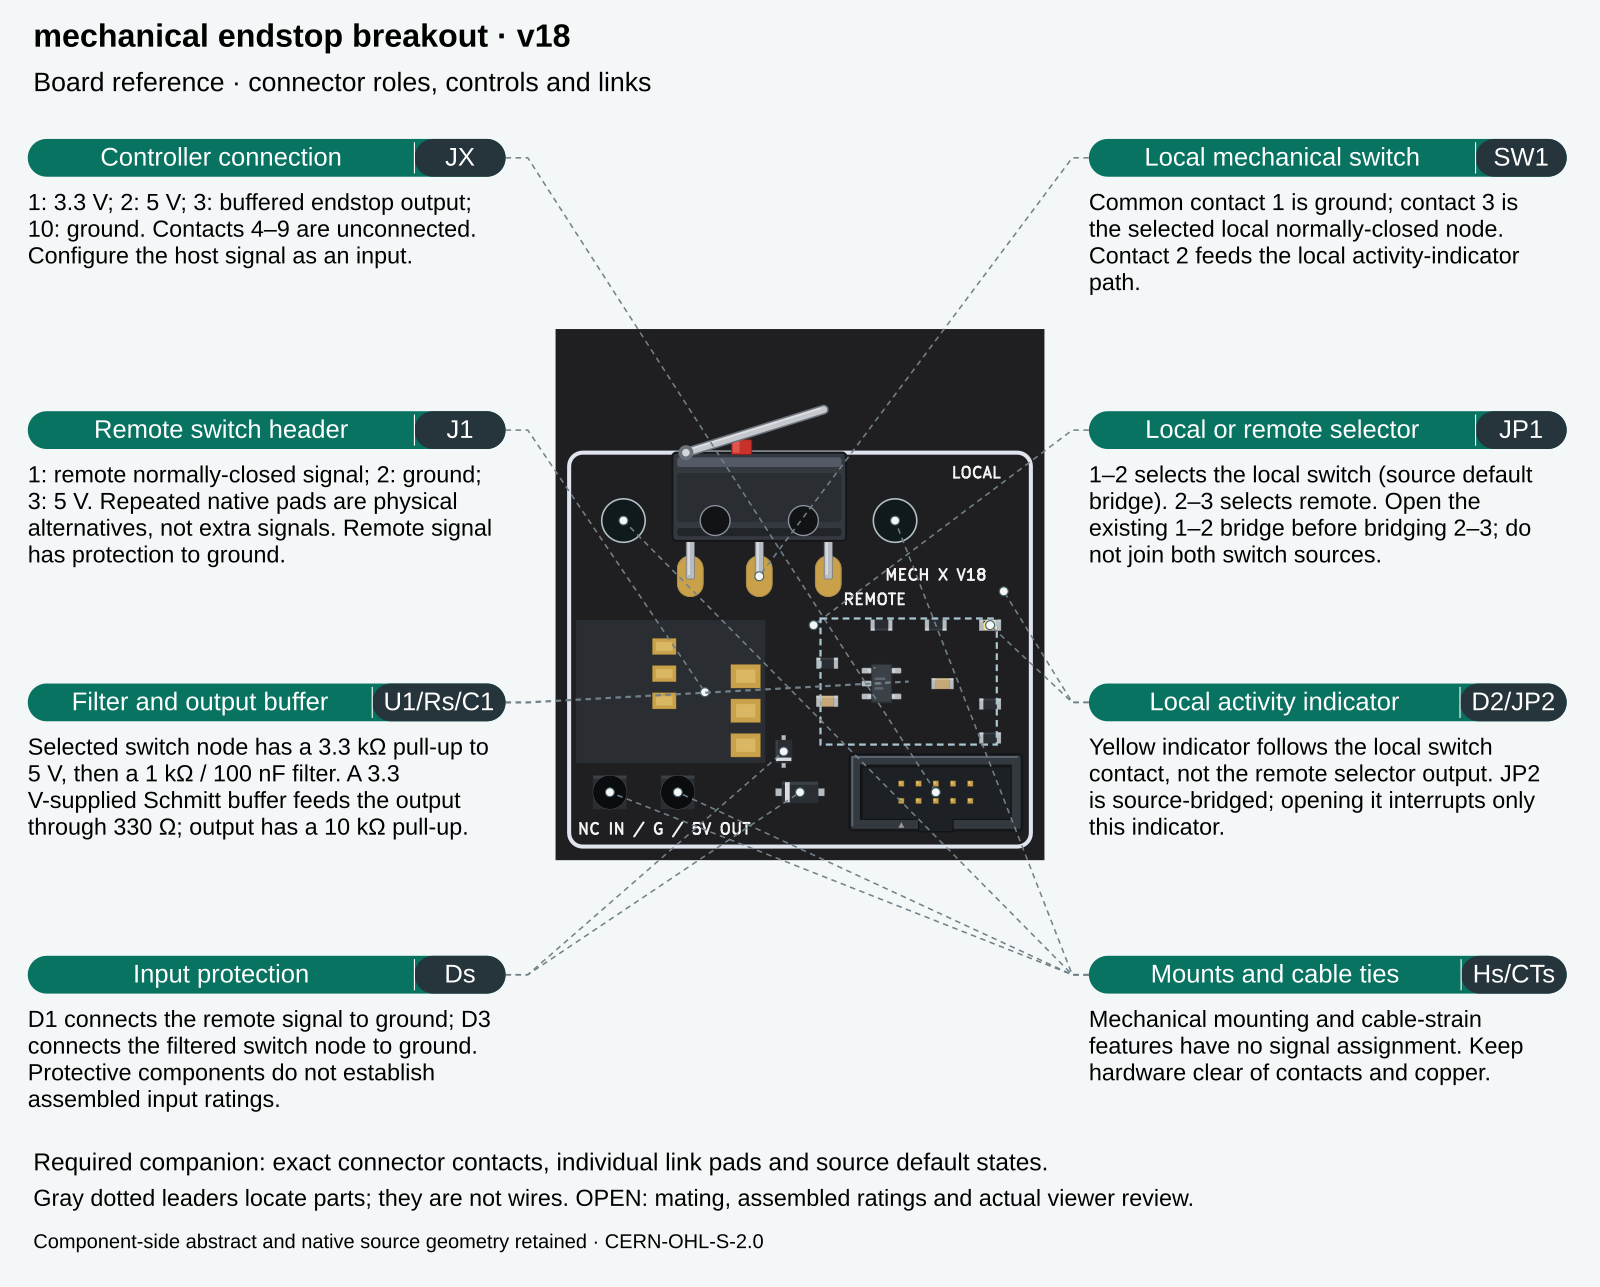 mechanical endstop breakout · v18
Board reference · connector roles, controls and links
Controller connection JX
1: 3.3 V; 2: 5 V; 3: buffered endstop output;
10: ground. Contacts 4–9 are unconnected.
Configure the host signal as an input.
Local mechanical switch SW1
Common contact 1 is ground; contact 3 is
the selected local normally-closed node.
Contact 2 feeds the local activity-indicator
path.
Remote switch header J1
1: remote normally-closed signal; 2: ground;
3: 5 V. Repeated native pads are physical
alternatives, not extra signals. Remote signal
has protection to ground.
Local or remote selector JP1
1–2 selects the local switch (source default
bridge). 2–3 selects remote. Open the
existing 1–2 bridge before bridging 2–3; do
not join both switch sources.
LOCAL
MECH X V18
REMOTE
NC IN / G / 5V OUT
Filter and output buffer U1/Rs/C1
Selected switch node has a 3.3 kΩ pull-up to
5 V, then a 1 kΩ / 100 nF filter. A 3.3
V-supplied Schmitt buffer feeds the output
through 330 Ω; output has a 10 kΩ pull-up.
Local activity indicator D2/JP2
Yellow indicator follows the local switch
contact, not the remote selector output. JP2
is source-bridged; opening it interrupts only
this indicator.
Input protection Ds
D1 connects the remote signal to ground; D3
connects the filtered switch node to ground.
Protective components do not establish
assembled input ratings.
Mounts and cable ties Hs/CTs
Mechanical mounting and cable-strain
features have no signal assignment. Keep
hardware clear of contacts and copper.
Required companion: exact connector contacts, individual link pads and source default states.
Gray dotted leaders locate parts; they are not wires. OPEN: mating, assembled ratings and actual viewer review.
Component-side abstract and native source geometry retained · CERN-OHL-S-2.0